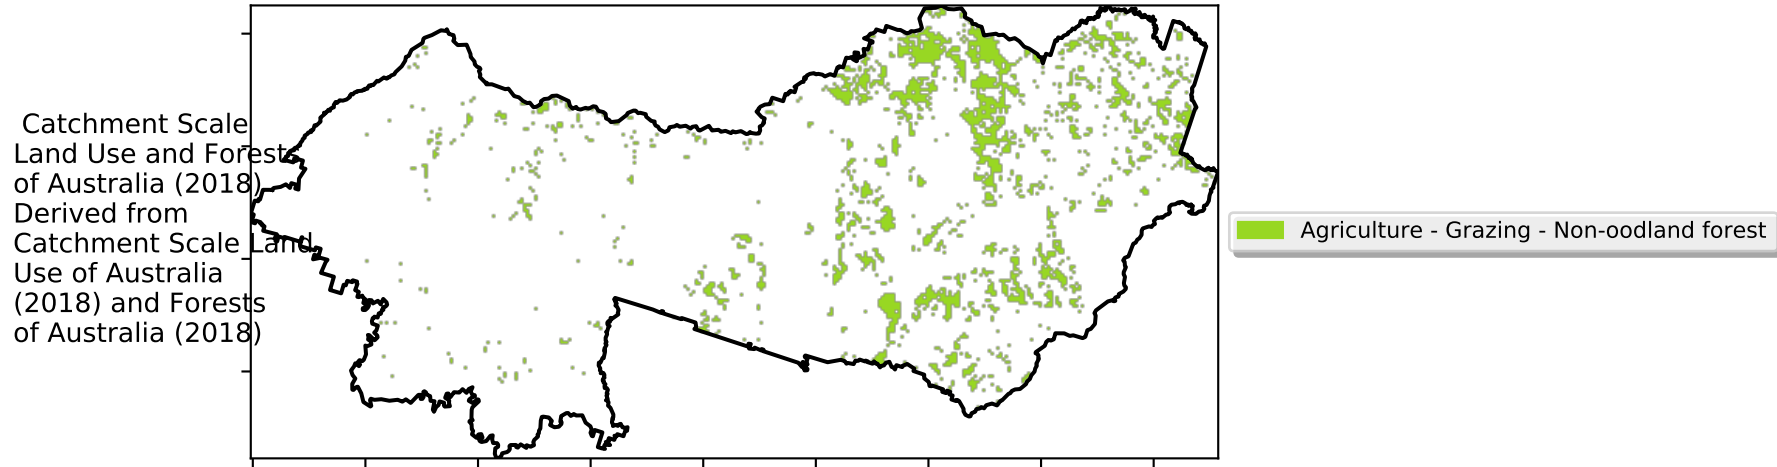 Catchment Scale
Land Use and Forests
of Australia (2018)
Derived from
Catchment Scale Land
Use of Australia
(2018) and Forests
of Australia (2018)
Agriculture - Grazing - Non-oodland forest